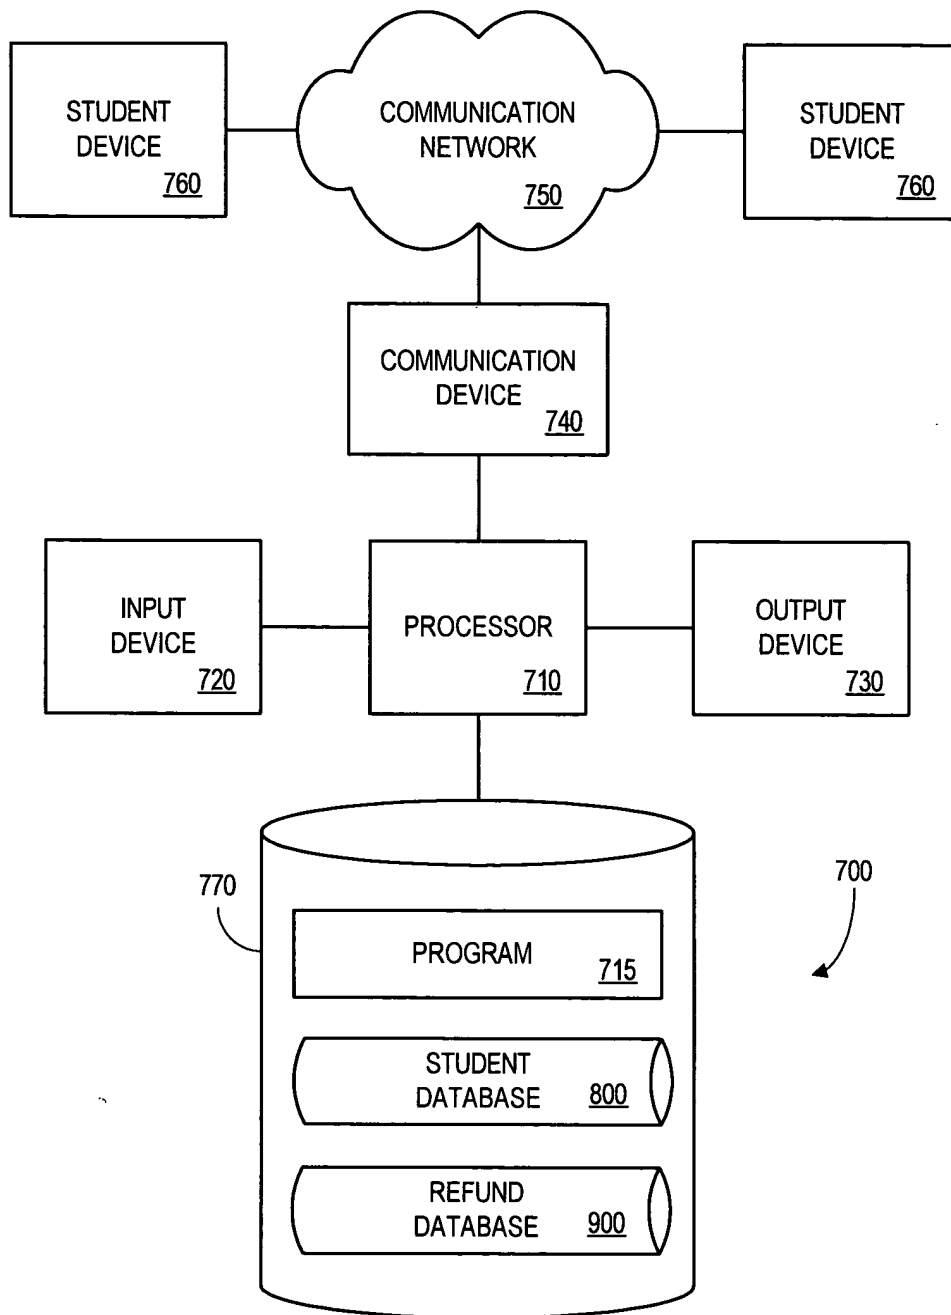 STUDENT
DEVICE
760
COMMUNICATION
NETWORK
750
STUDENT
DEVICE
760
COMMUNICATION
DEVICE
740
INPUT
DEVICE
720
PROCESSOR
710
OUTPUT
DEVICE
730
770
700
PROGRAM
715
STUDENT
DATABASE
800
REFUND
DATABASE
900